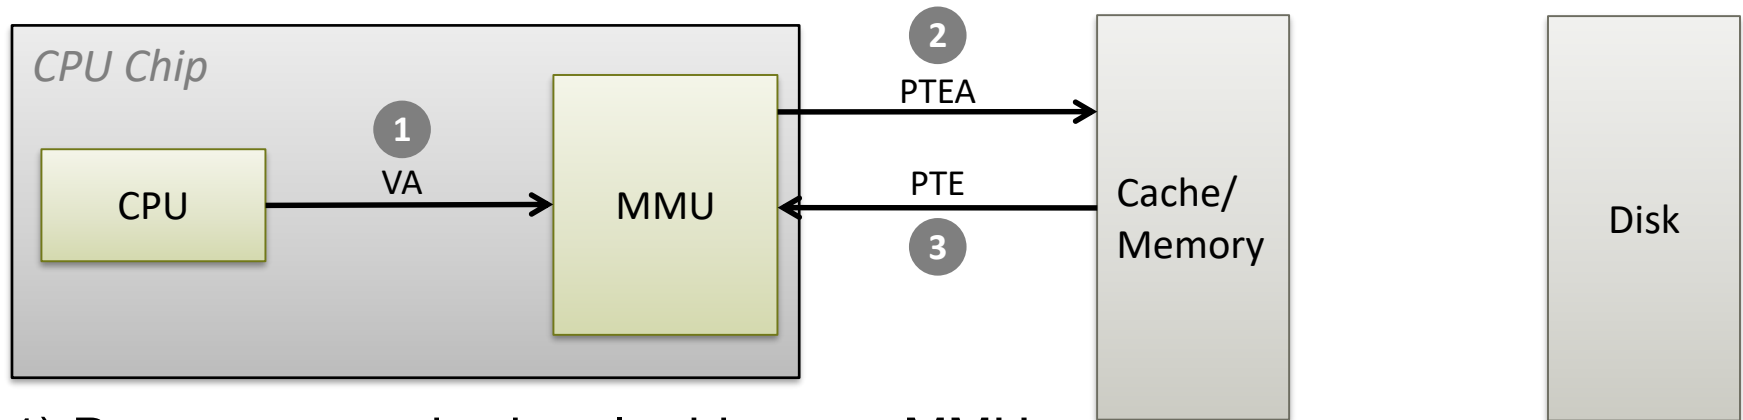 CPU Chip
2
PTEA
1
VA
CPU
MMU
PTE
3
Cache/
Memory
Disk